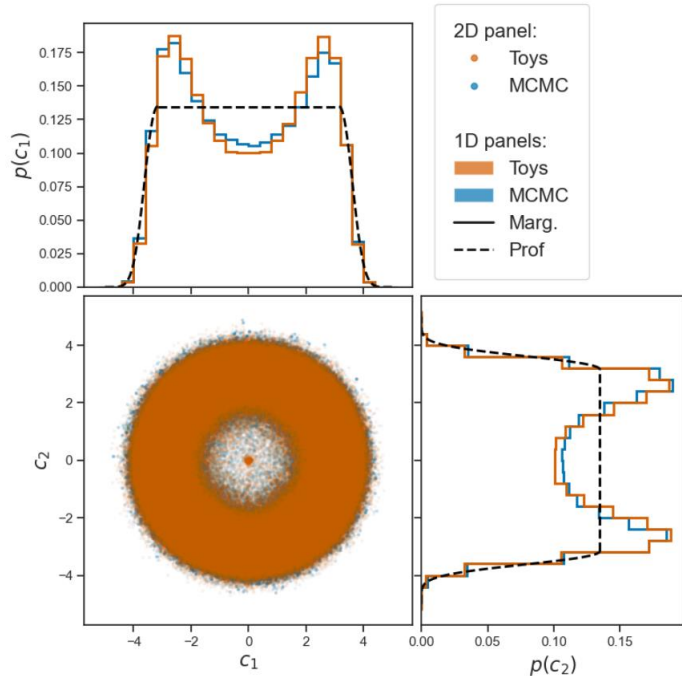 0.175
0.150
0.125
0.100
0.075
0.050
0.025
0.000
p(c₁)
2D panel:
Toys
MCMC
1D panels:
Toys
MCMC
Marg.
Prof
4
2
0
−2
−4
c₂
−4 −2 0 2 4
c₁
0.00 0.05 0.10 0.15
p(c₂)